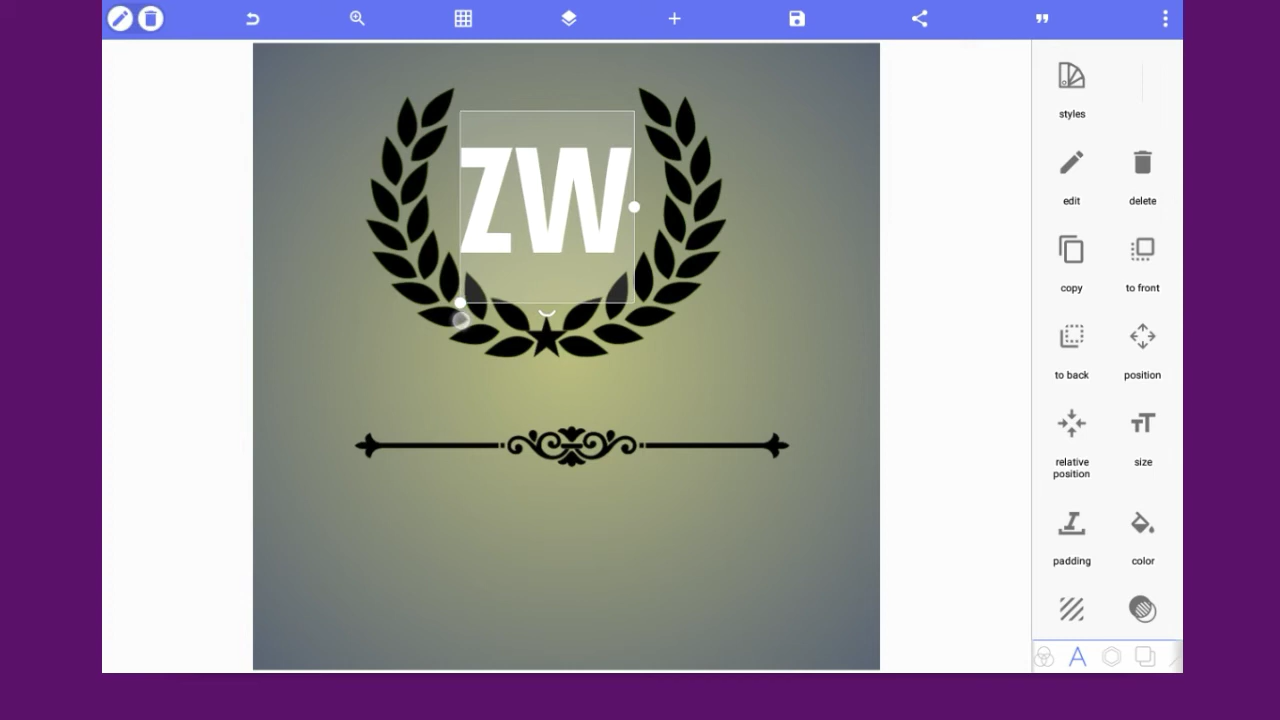 styles
ZW
edit delete
copy to front
to back position
relative position size
padding color
A